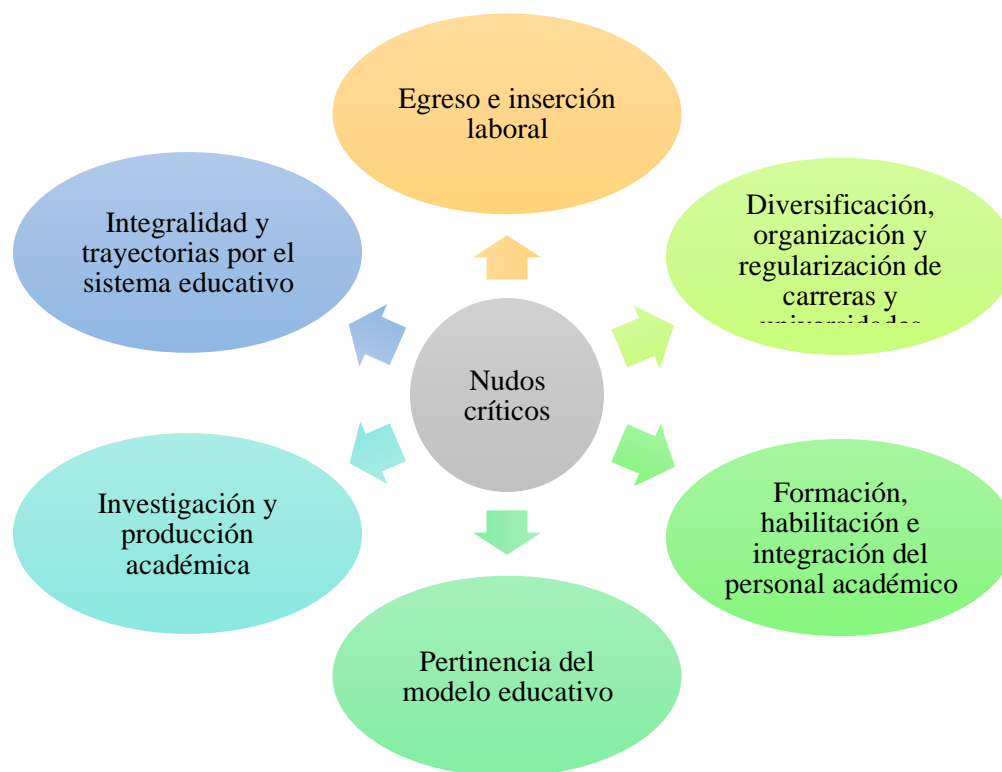 Egreso e inserción
laboral
Diversificación,
organización y
regularización de
carreras y
universidades
Formación,
habilitación e
integración del
personal académico
Pertinencia del
modelo educativo
Investigación y
producción
académica
Integralidad y
trayectorias por el
sistema educativo
Nudos
críticos